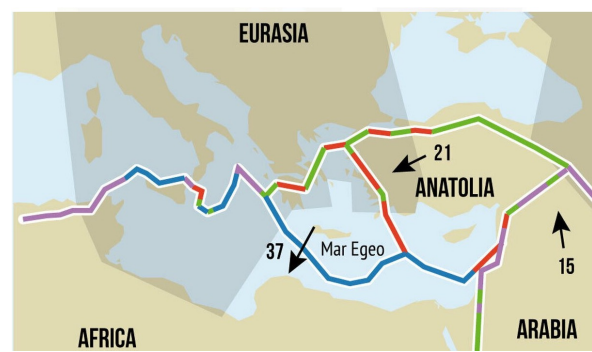 EURASIA
21
ANATOLIA
37
Mar Egeo
15
AFRICA
ARABIA